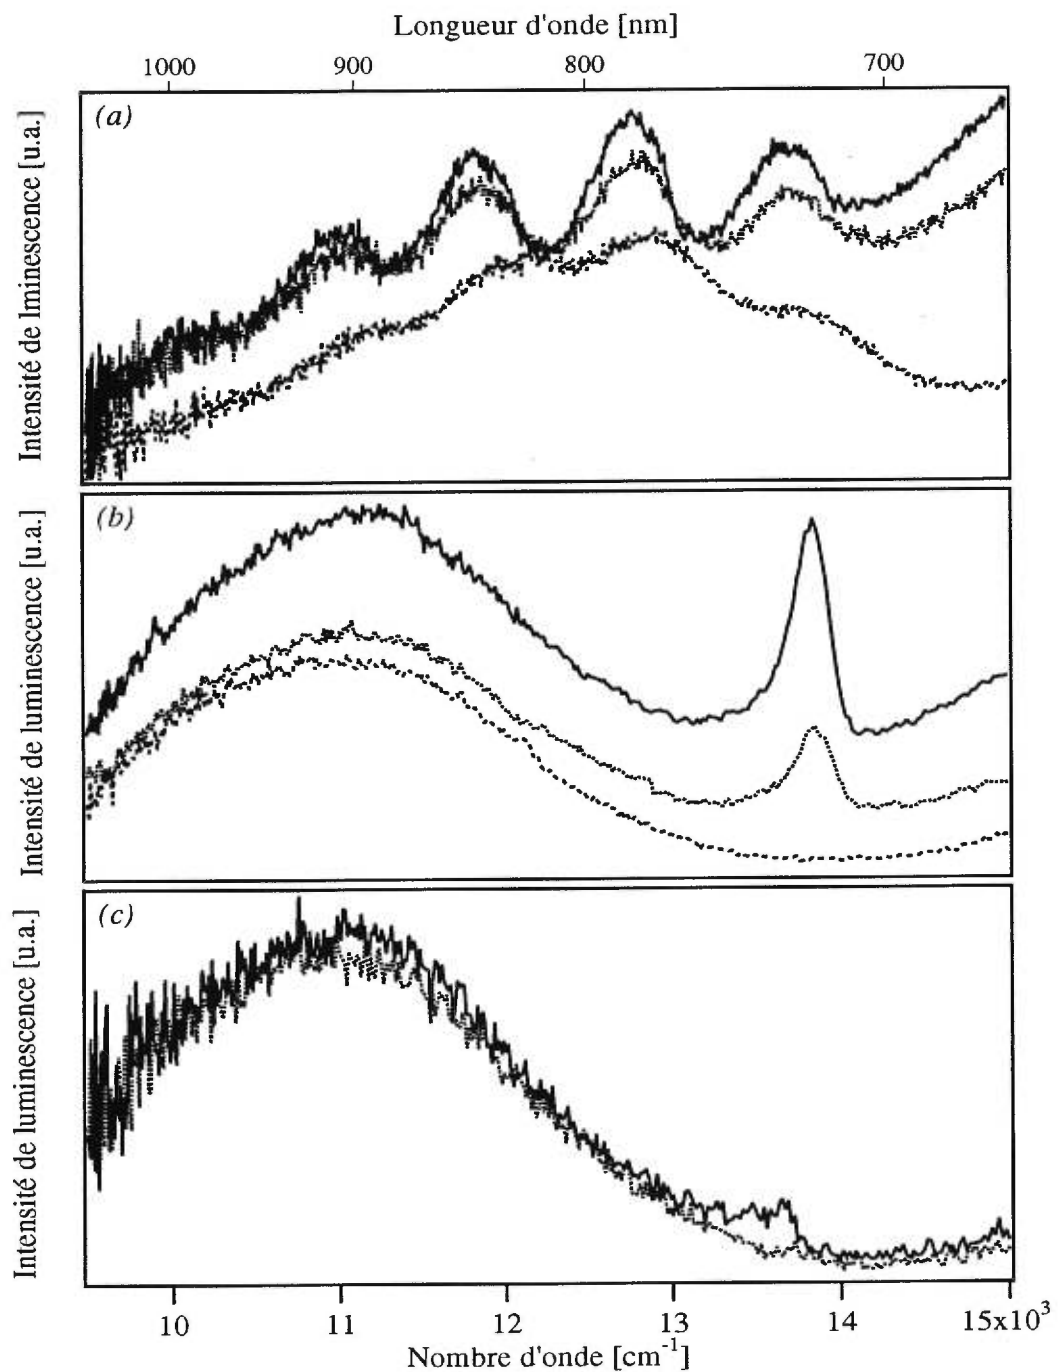 Longueur d'onde [nm]
1000 900 800 700
(a)
Intensité de lminescence [u.a.]
(b)
Intensité de luminescence [u.a.]
(c)
Intensité de luminescence [u.a.]
10 11 12 13 14 15x10³
Nombre d'onde [cm⁻¹]